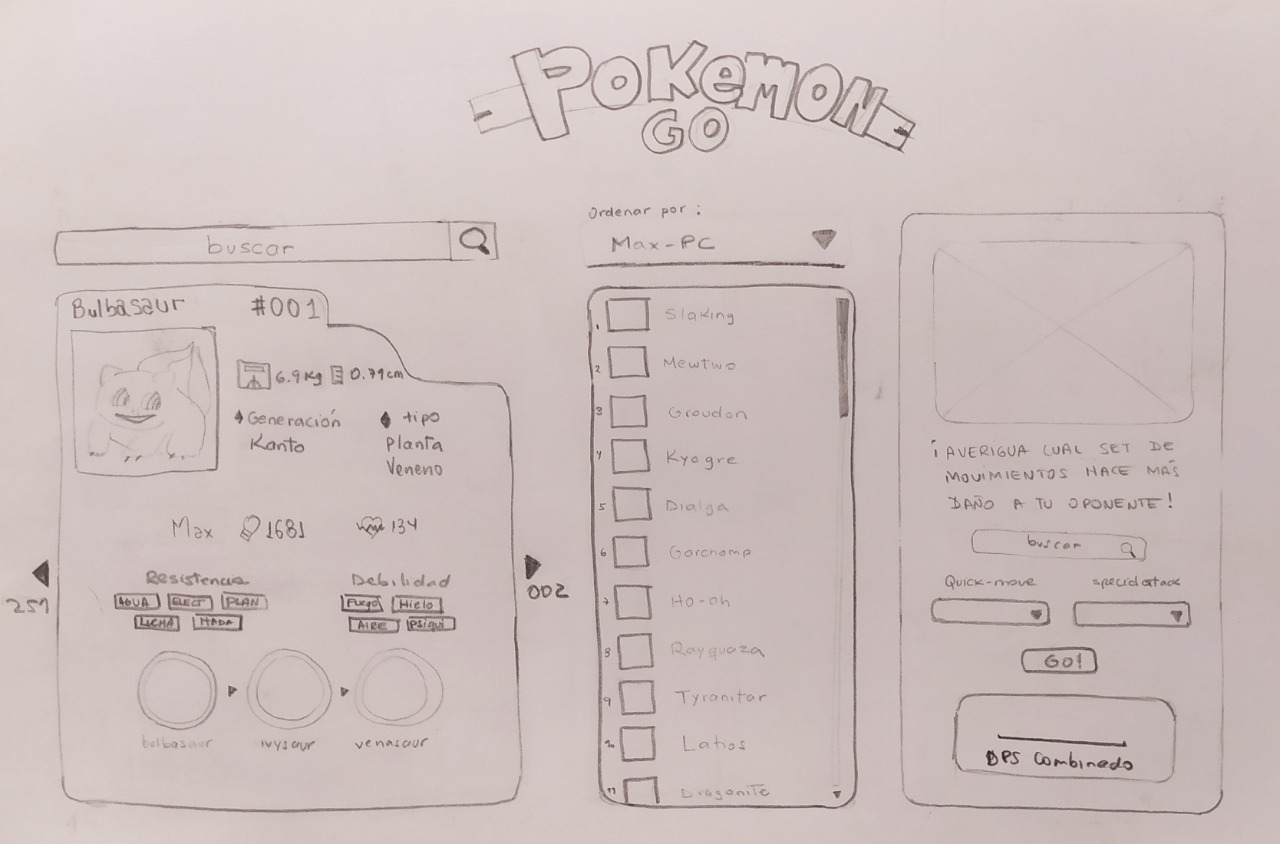 POKEMON
GO
buscar
Bulbasaur #001
6.9Kg 0.71cm
Generación
Kanto
tipo
Planta
Veneno
Max 1681 134
Resistencia
AGUA ELECT PLAN
LUCHA HADA
Debilidad
Fuego Hielo
AIRE PSIQUI
251
002
bulbasaur ivysaur venasaur
Ordenar por:
Max-PC
1 Slaking
2 Mewtwo
3 Groudon
4 Kyogre
5 Dialga
6 Garchomp
7 Ho-oh
8 Rayquaza
9 Tyranitar
10 Latios
11 Dragonite
¡AVERIGUA CUAL SET DE
MOVIMIENTOS HACE MÁS
DAÑO A TU OPONENTE!
buscar
Quick-move special attack
GO!
DPS Combinado